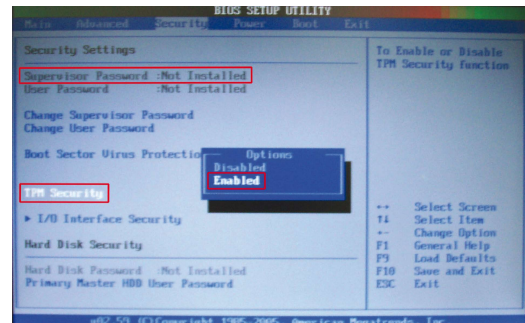 BIOS SETUP UTILITY
Main Advanced Security Power Boot Exit
Security Settings
Supervisor Password :Not Installed
User Password :Not Installed
Change Supervisor Password
Change User Password
Boot Sector Virus Protectio
Options
Disabled
Enabled
TPM Security
▶ I/O Interface Security
Hard Disk Security
Hard Disk Password :Not Installed
Primary Master HDD User Password
To Enable or Disable
TPM Security function
↔ Select Screen
↑↓ Select Item
+- Change Option
F1 General Help
F9 Load Defaults
F10 Save and Exit
ESC Exit
v02.59 (C)Copyright 1985-2005, American Megatrends, Inc.